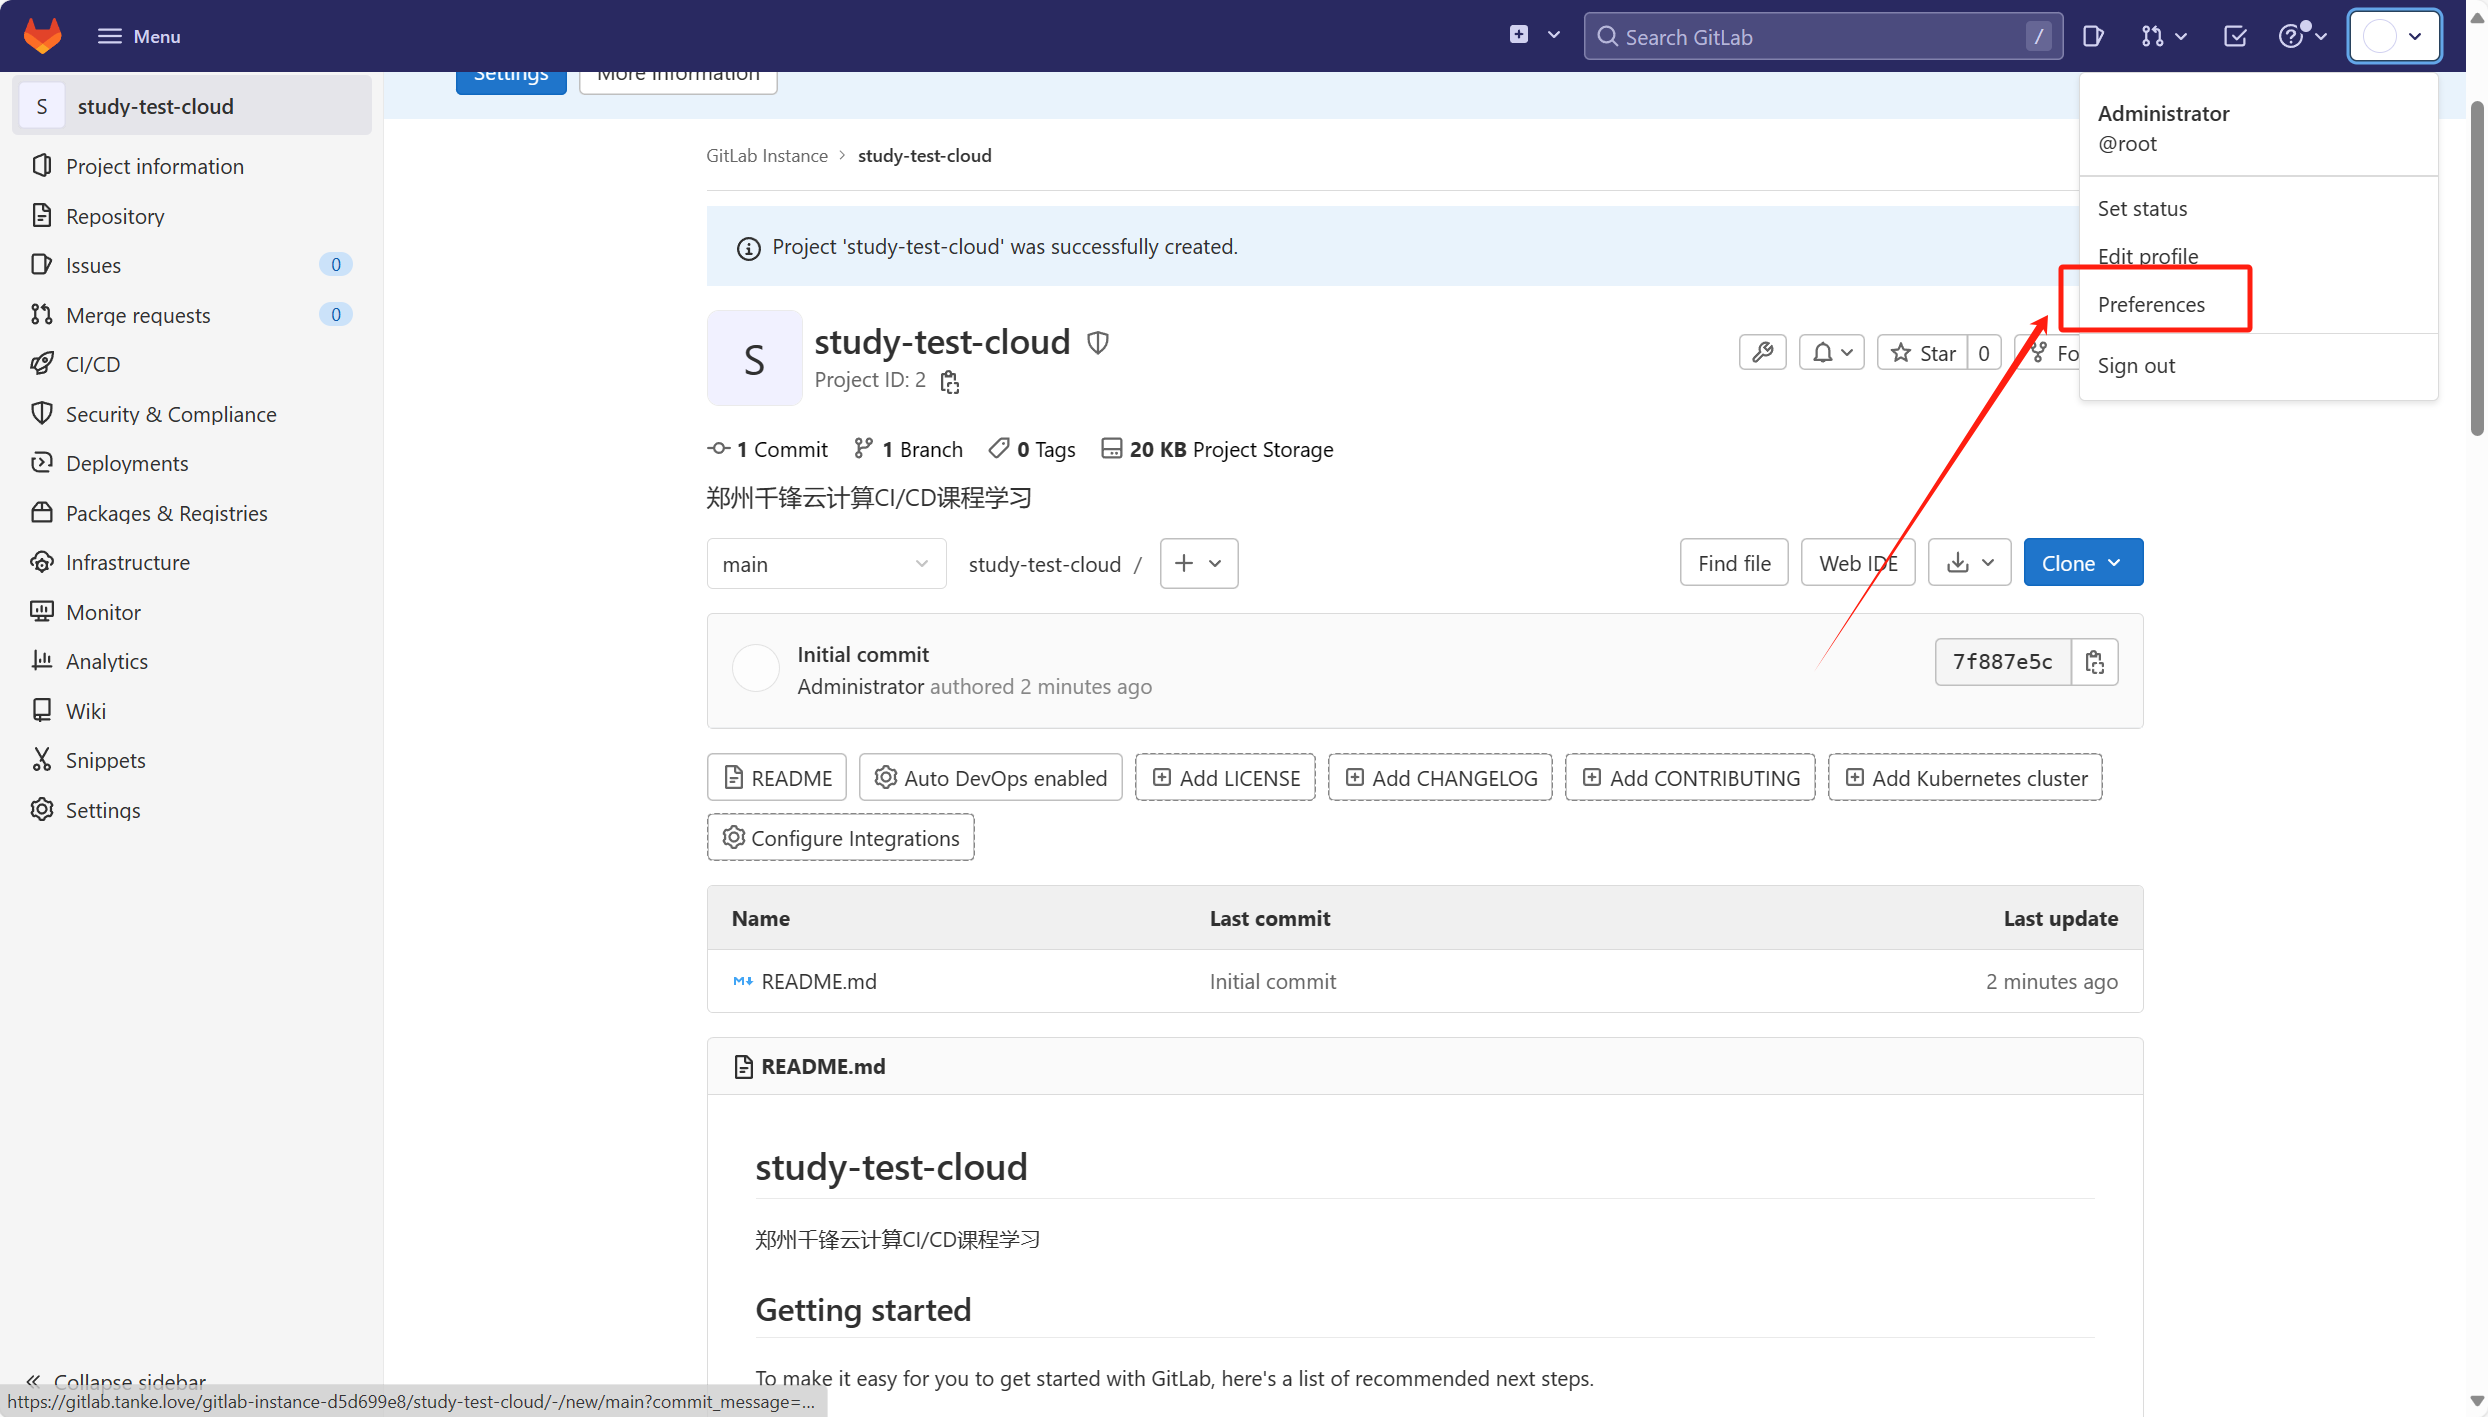 Menu
Search GitLab
/
S study-test-cloud
Project information
Repository
Issues 0
Merge requests 0
CI/CD
Security & Compliance
Deployments
Packages & Registries
Infrastructure
Monitor
Analytics
Wiki
Snippets
Settings
Collapse sidebar
https://gitlab.tanke.love/gitlab-instance-d5d699e8/study-test-cloud/-/new/main?commit_message=...
Settings More information
GitLab Instance > study-test-cloud
Project 'study-test-cloud' was successfully created.
S
study-test-cloud
Project ID: 2
Star 0 Fo
1 Commit 1 Branch 0 Tags 20 KB Project Storage
郑州千锋云计算CI/CD课程学习
main study-test-cloud / + Find file Web IDE Clone
Initial commit
Administrator authored 2 minutes ago
7f887e5c
README Auto DevOps enabled Add LICENSE Add CHANGELOG Add CONTRIBUTING Add Kubernetes cluster
Configure Integrations
Name Last commit Last update
README.md Initial commit 2 minutes ago
README.md
study-test-cloud
郑州千锋云计算CI/CD课程学习
Getting started
To make it easy for you to get started with GitLab, here's a list of recommended next steps.
Administrator
@root
Set status
Edit profile
Preferences
Sign out